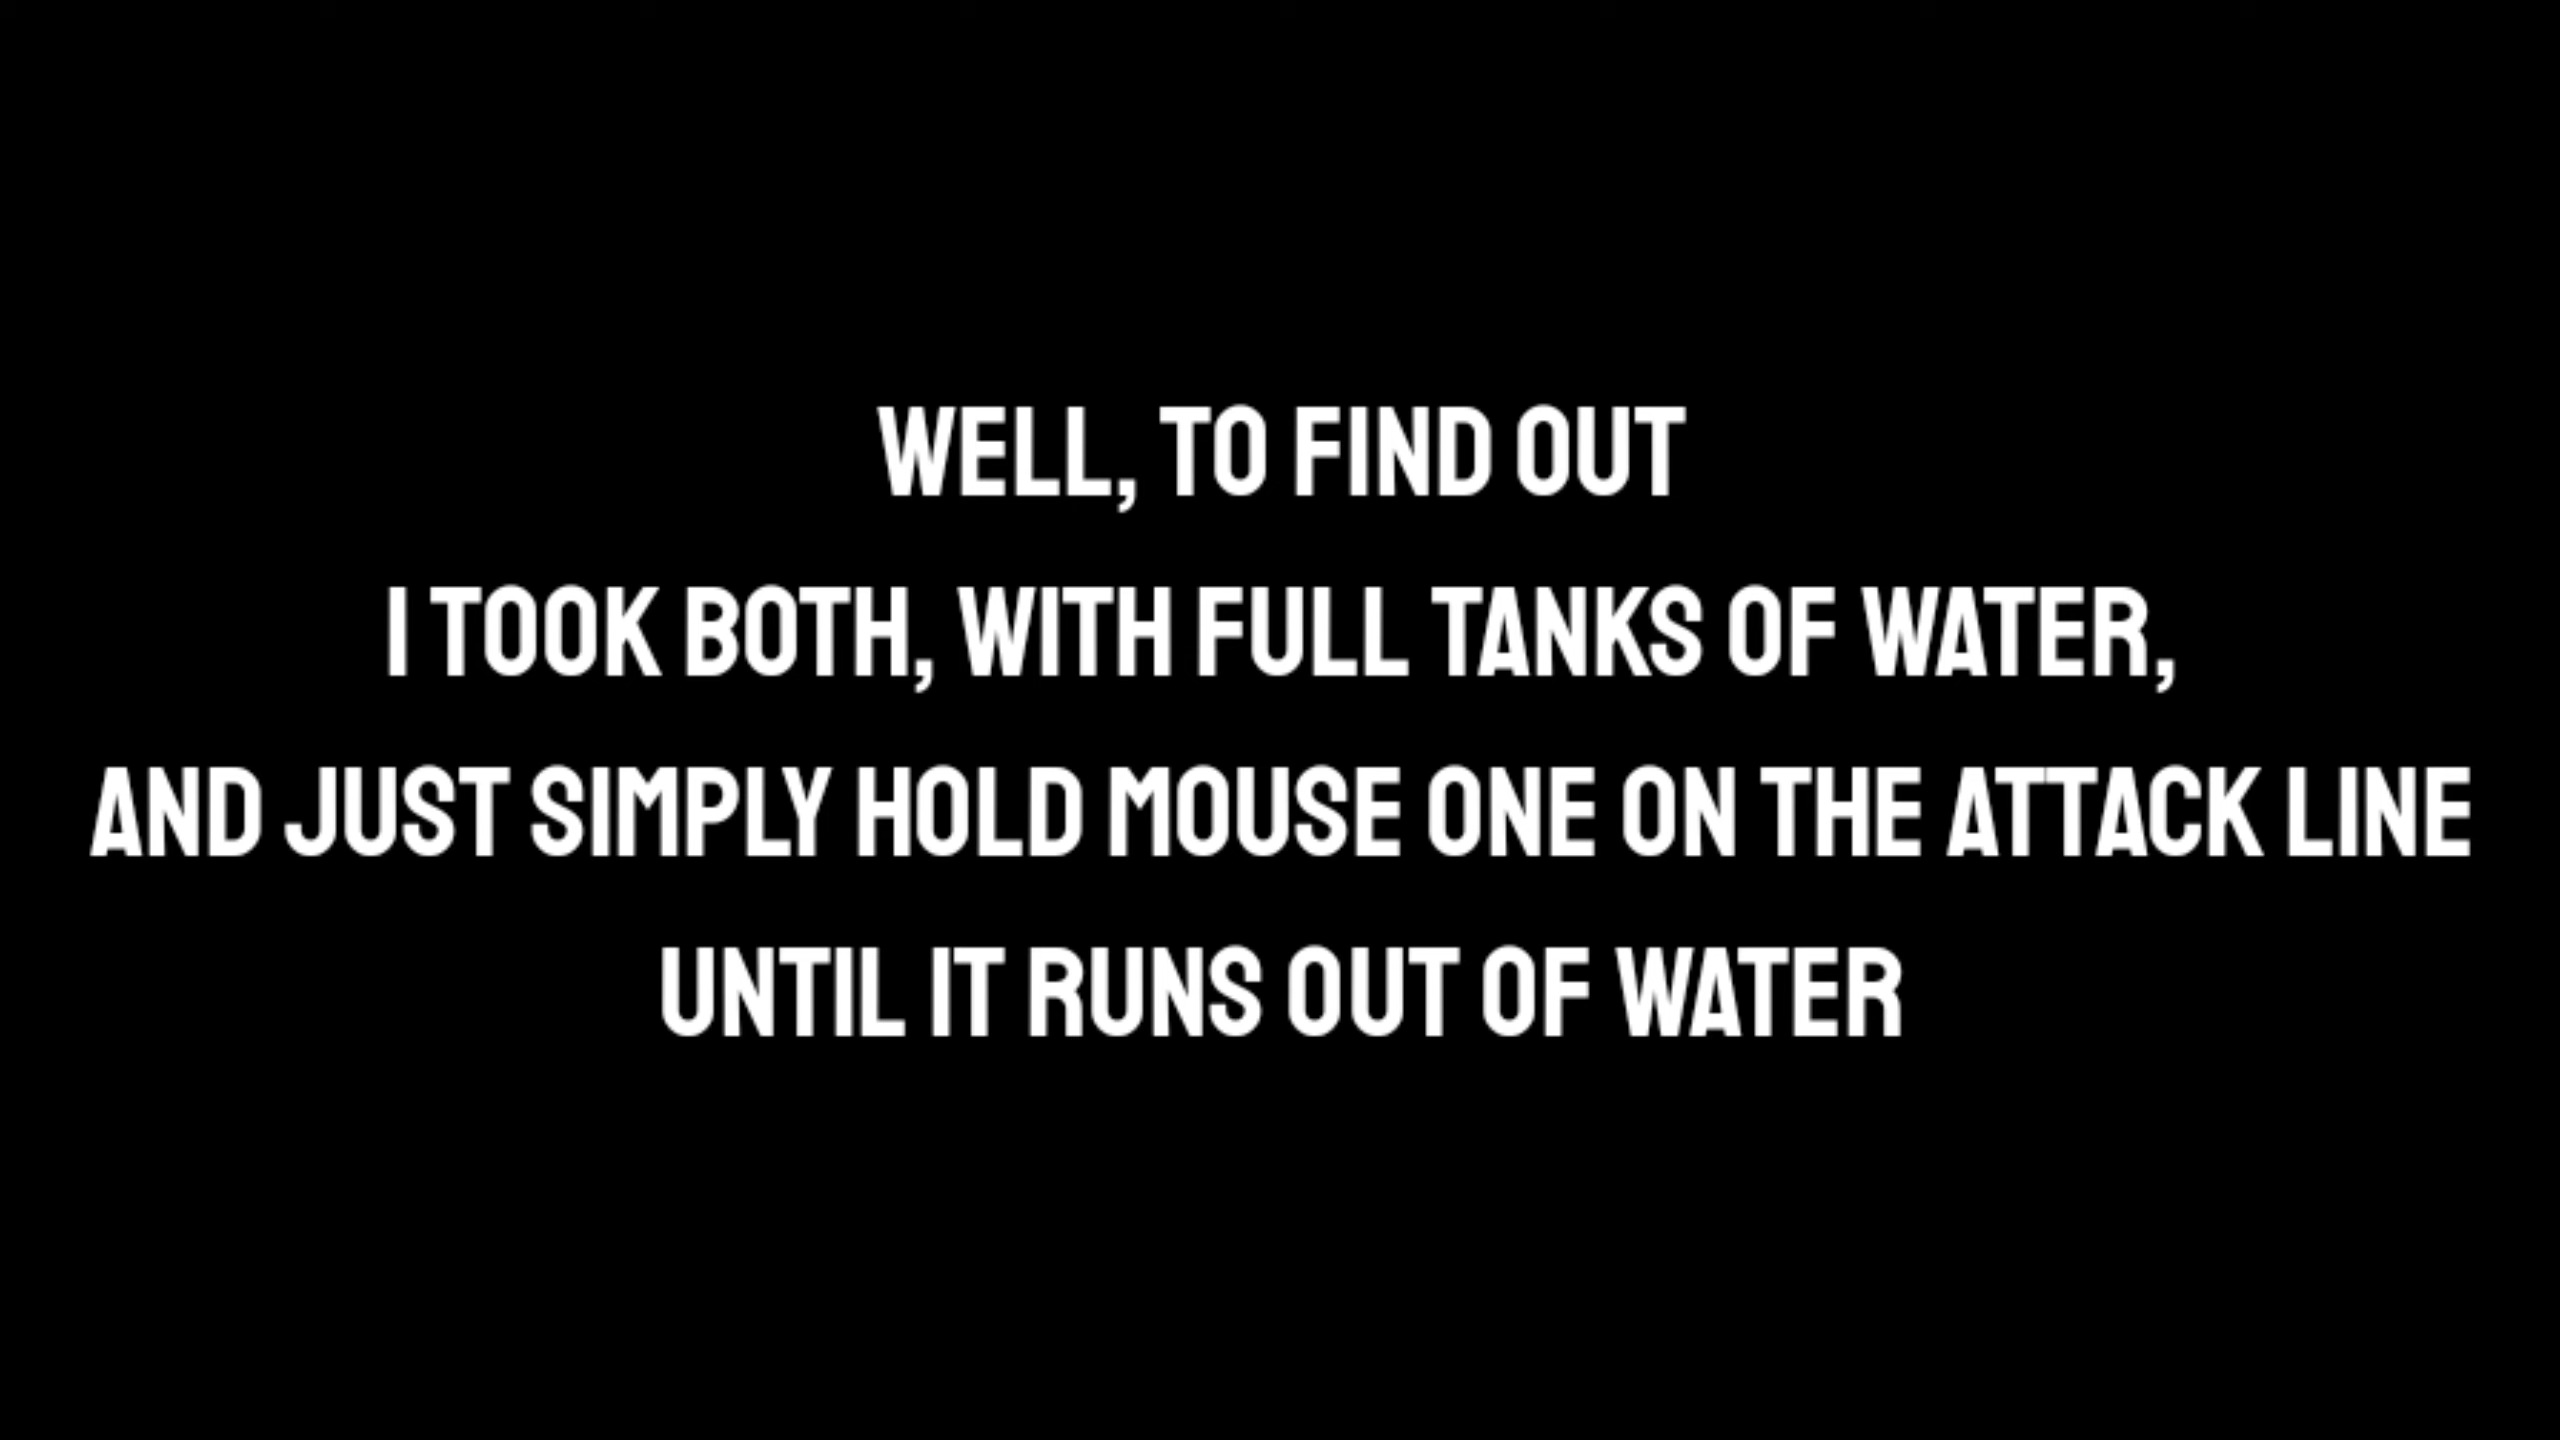 WELL, TO FIND OUT
I TOOK BOTH, WITH FULL TANKS OF WATER,
AND JUST SIMPLY HOLD MOUSE ONE ON THE ATTACK LINE
UNTIL IT RUNS OUT OF WATER